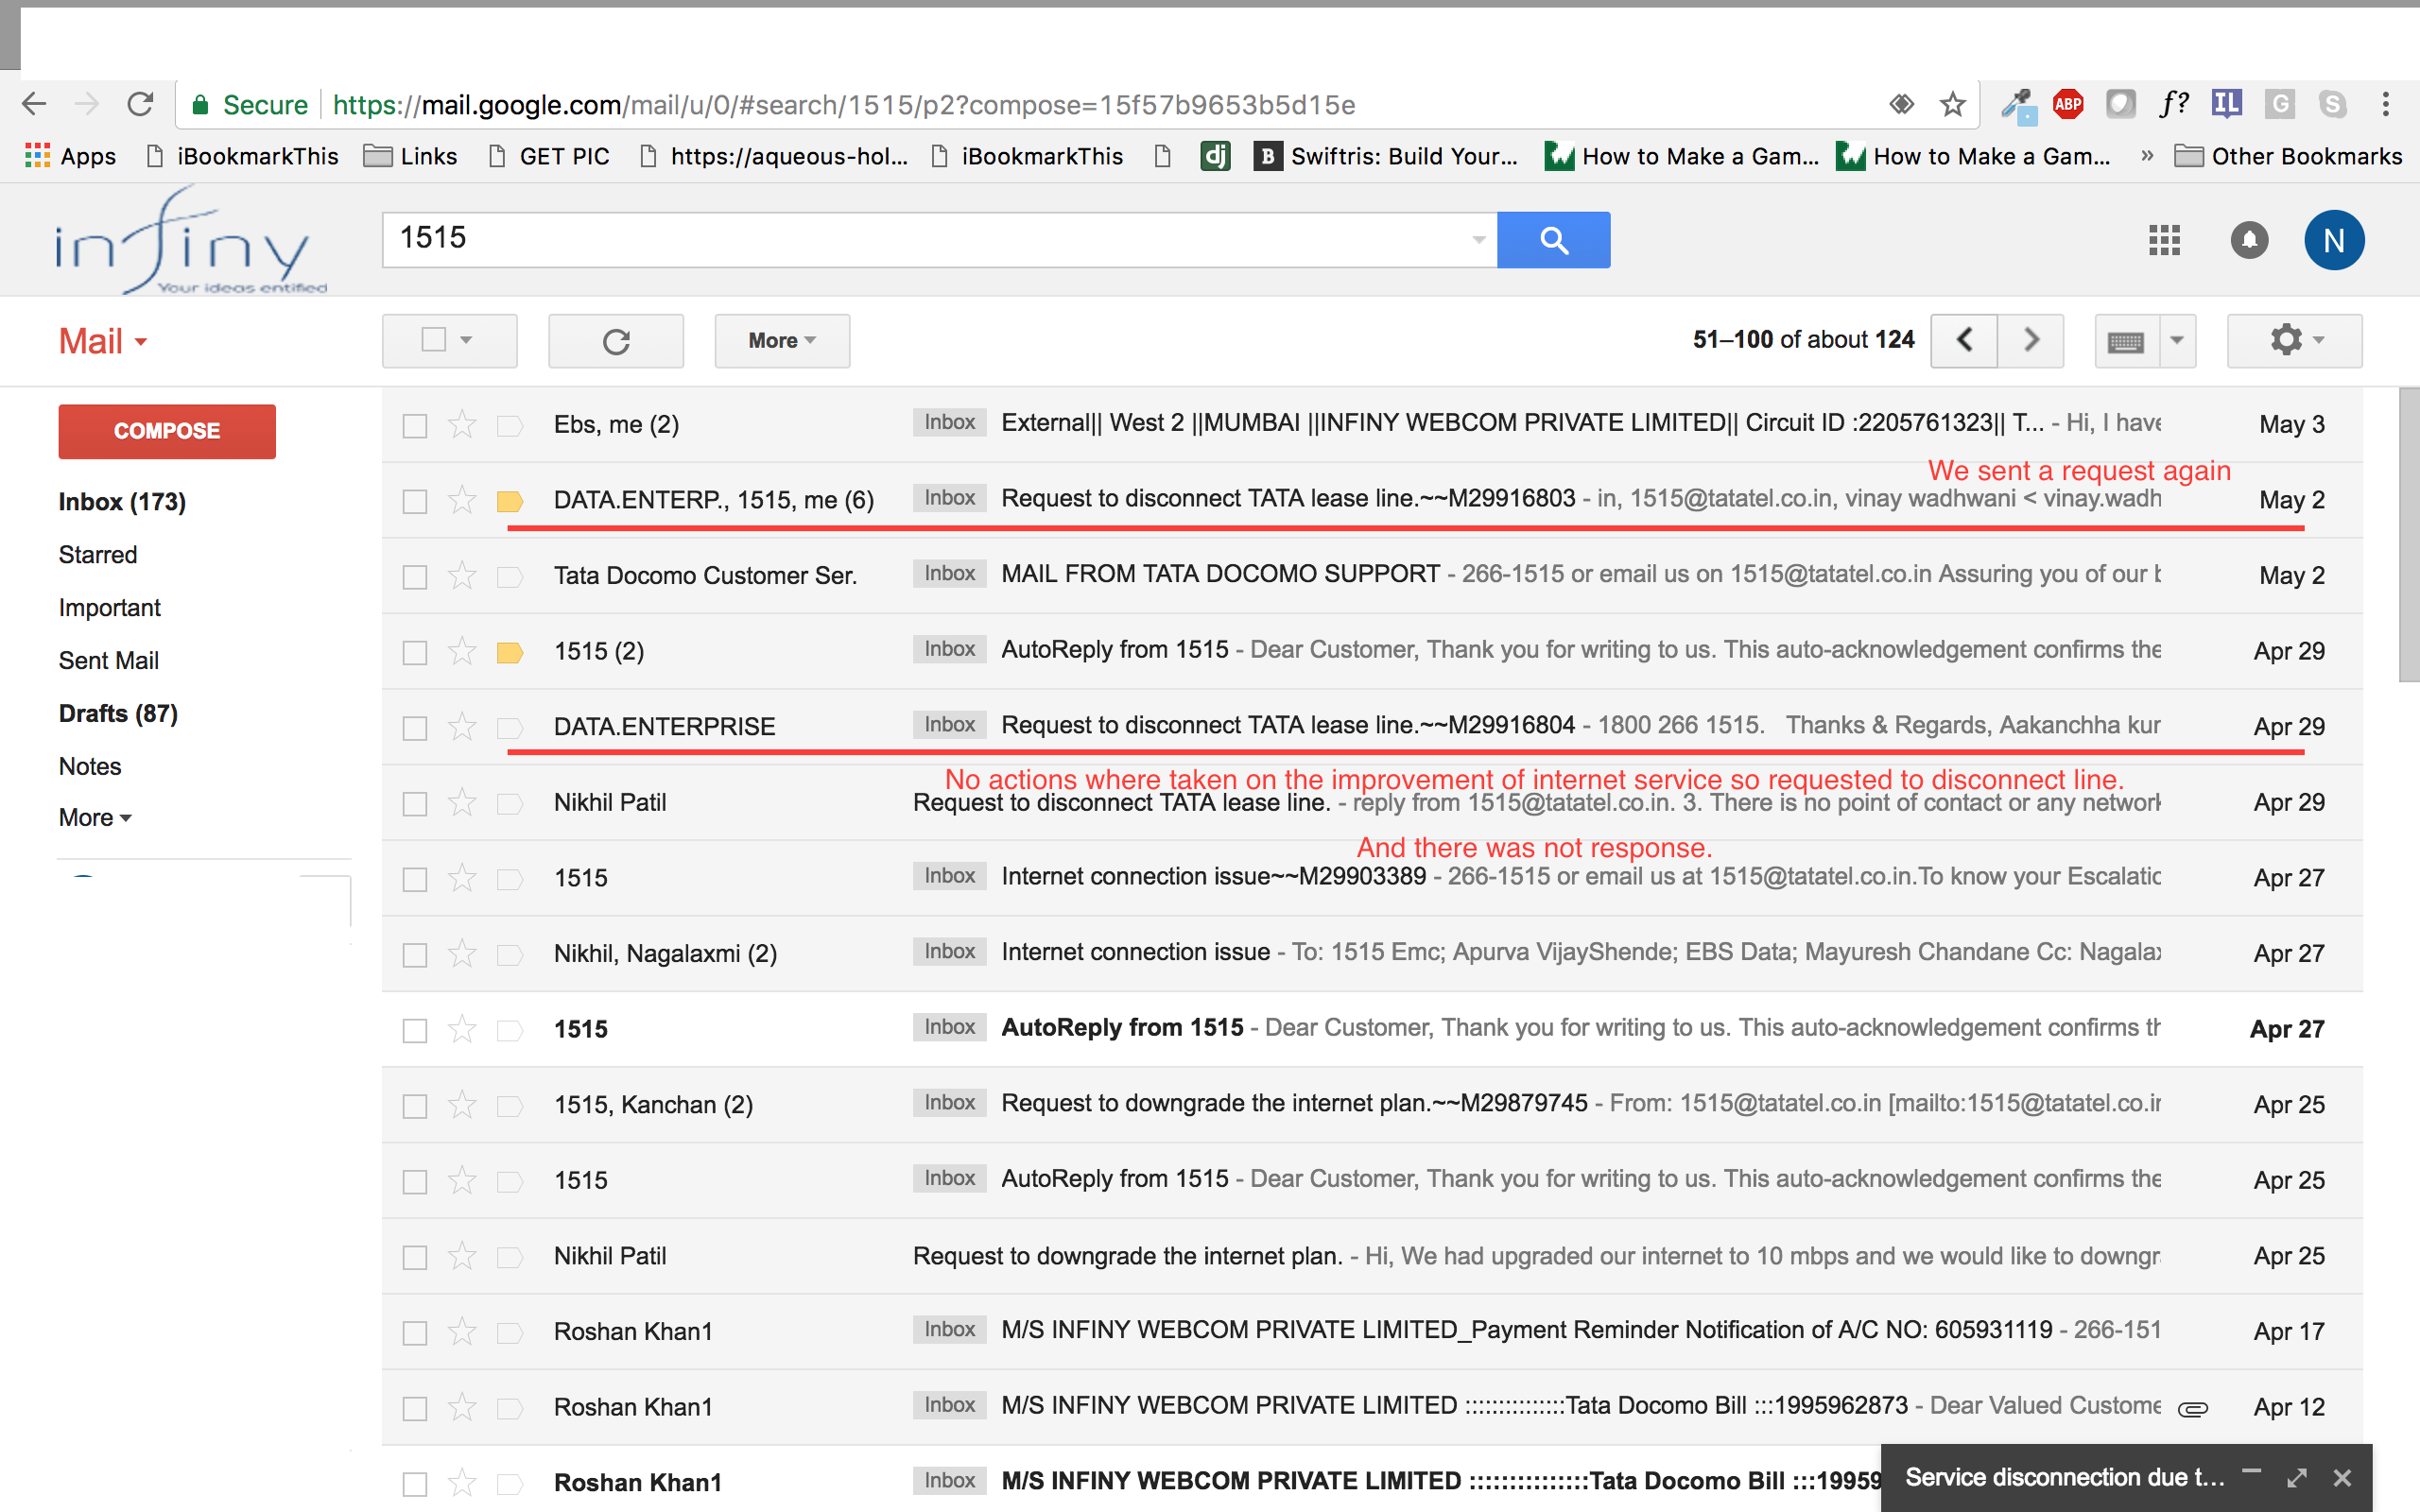 Secure https://mail.google.com/mail/u/0/#search/1515/p2?compose=15f57b9653b5d15e
ABP f? IL G S
Apps iBookmarkThis Links GET PIC https://aqueous-hol... iBookmarkThis dj B Swiftris: Build Your... How to Make a Gam... How to Make a Gam... » Other Bookmarks
infiny
Your ideas entified
1515
N
Mail
More
51–100 of about 124
COMPOSE
Inbox (173)
Starred
Important
Sent Mail
Drafts (87)
Notes
More
Ebs, me (2) Inbox External|| West 2 ||MUMBAI ||INFINY WEBCOM PRIVATE LIMITED|| Circuit ID :2205761323|| T... - Hi, I have May 3
We sent a request again
DATA.ENTERP., 1515, me (6) Inbox Request to disconnect TATA lease line.~~M29916803 - in, 1515@tatatel.co.in, vinay wadhwani < vinay.wadh May 2
Tata Docomo Customer Ser. Inbox MAIL FROM TATA DOCOMO SUPPORT - 266-1515 or email us on 1515@tatatel.co.in Assuring you of our b May 2
1515 (2) Inbox AutoReply from 1515 - Dear Customer, Thank you for writing to us. This auto-acknowledgement confirms the Apr 29
DATA.ENTERPRISE Inbox Request to disconnect TATA lease line.~~M29916804 - 1800 266 1515. Thanks & Regards, Aakanchha kur Apr 29
No actions where taken on the improvement of internet service so requested to disconnect line.
Nikhil Patil Request to disconnect TATA lease line. - reply from 1515@tatatel.co.in. 3. There is no point of contact or any network Apr 29
And there was not response.
1515 Inbox Internet connection issue~~M29903389 - 266-1515 or email us at 1515@tatatel.co.in.To know your Escalatic Apr 27
Nikhil, Nagalaxmi (2) Inbox Internet connection issue - To: 1515 Emc; Apurva VijayShende; EBS Data; Mayuresh Chandane Cc: Nagalax Apr 27
1515 Inbox AutoReply from 1515 - Dear Customer, Thank you for writing to us. This auto-acknowledgement confirms th Apr 27
1515, Kanchan (2) Inbox Request to downgrade the internet plan.~~M29879745 - From: 1515@tatatel.co.in [mailto:1515@tatatel.co.ir Apr 25
1515 Inbox AutoReply from 1515 - Dear Customer, Thank you for writing to us. This auto-acknowledgement confirms the Apr 25
Nikhil Patil Request to downgrade the internet plan. - Hi, We had upgraded our internet to 10 mbps and we would like to downgr Apr 25
Roshan Khan1 Inbox M/S INFINY WEBCOM PRIVATE LIMITED_Payment Reminder Notification of A/C NO: 605931119 - 266-151 Apr 17
Roshan Khan1 Inbox M/S INFINY WEBCOM PRIVATE LIMITED :::::::::::::::Tata Docomo Bill :::1995962873 - Dear Valued Custome Apr 12
Roshan Khan1 Inbox M/S INFINY WEBCOM PRIVATE LIMITED :::::::::::::::Tata Docomo Bill :::19959
Service disconnection due t...